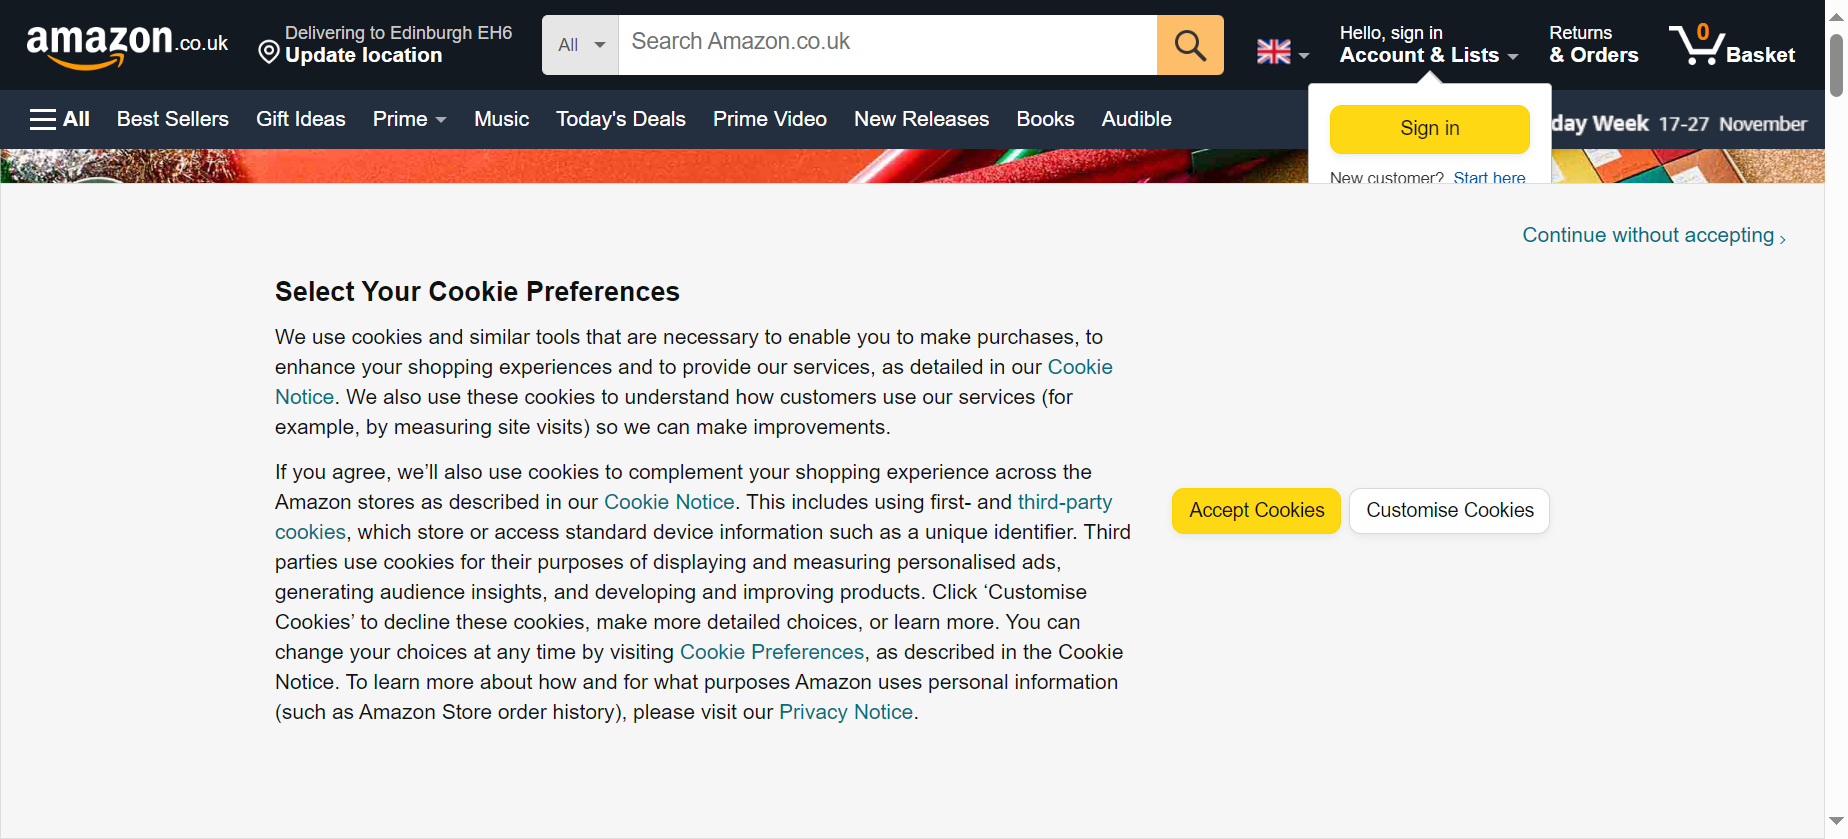 amazon.co.uk
Delivering to Edinburgh EH6
Update location
All
Search Amazon.co.uk
Hello, sign in
Account & Lists
Returns
& Orders
0
Basket
All
Best Sellers
Gift Ideas
Prime
Music
Today's Deals
Prime Video
New Releases
Books
Audible
day Week 17-27 November
Sign in
New customer? Start here
Continue without accepting ›
Select Your Cookie Preferences
We use cookies and similar tools that are necessary to enable you to make purchases, to
enhance your shopping experiences and to provide our services, as detailed in our Cookie
Notice. We also use these cookies to understand how customers use our services (for
example, by measuring site visits) so we can make improvements.
If you agree, we’ll also use cookies to complement your shopping experience across the
Amazon stores as described in our Cookie Notice. This includes using first- and third-party
cookies, which store or access standard device information such as a unique identifier. Third
parties use cookies for their purposes of displaying and measuring personalised ads,
generating audience insights, and developing and improving products. Click ‘Customise
Cookies’ to decline these cookies, make more detailed choices, or learn more. You can
change your choices at any time by visiting Cookie Preferences, as described in the Cookie
Notice. To learn more about how and for what purposes Amazon uses personal information
(such as Amazon Store order history), please visit our Privacy Notice.
Accept Cookies
Customise Cookies